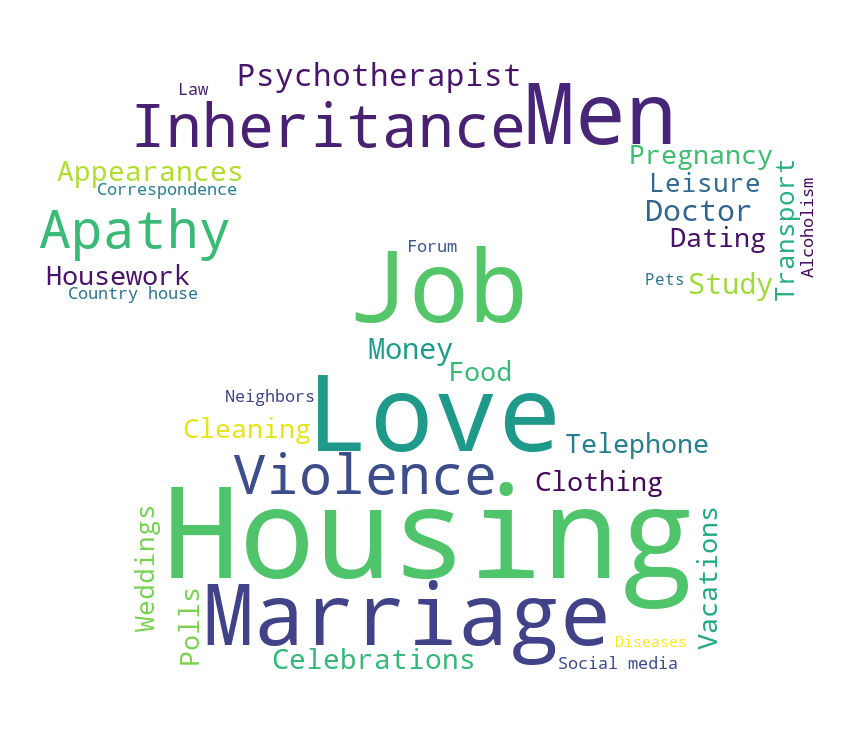 Psychotherapist
Law
Inheritance
Men
Appearances
Correspondence
Apathy
Housework
Country house
Pregnancy
Leisure
Doctor
Dating
Transport
Alcoholism
Pets
Study
Forum
Job
Money
Food
Neighbors
Love
Cleaning
Telephone
Violence
Clothing
Housing
Weddings
Vacations
Polls
Marriage
Diseases
Celebrations
Social media